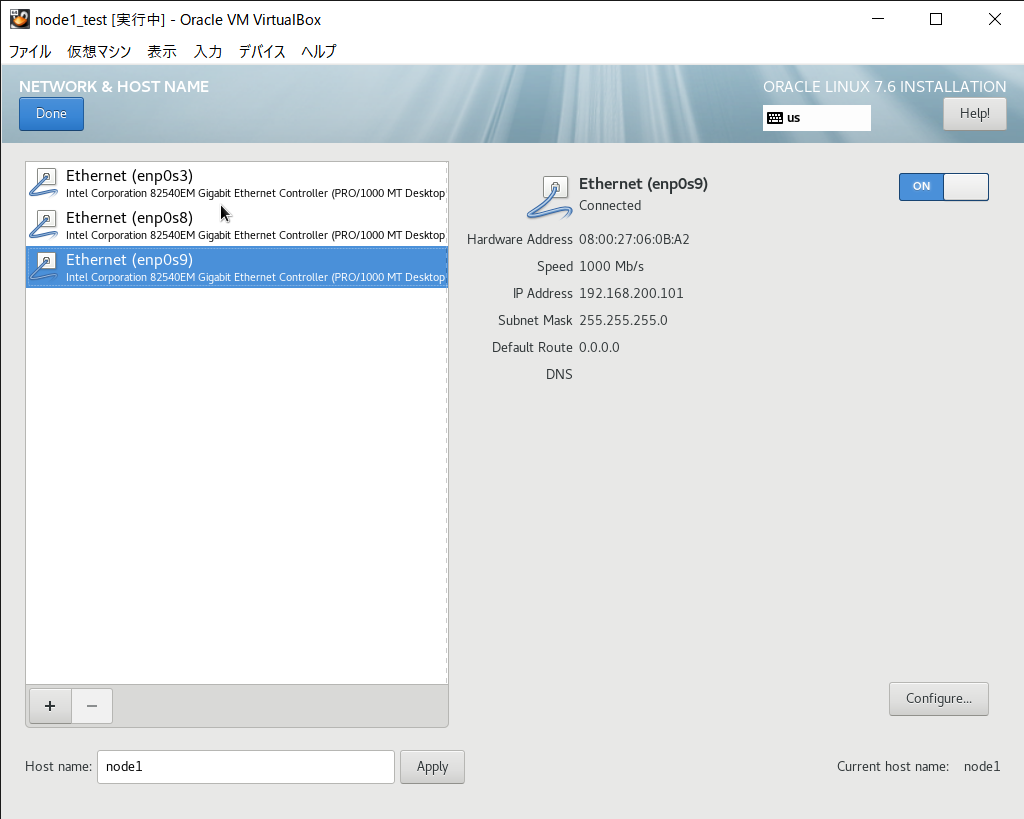 node1_test [実行中] - Oracle VM VirtualBox
ファイル 仮想マシン 表示 入力 デバイス ヘルプ
NETWORK & HOST NAME
Done
ORACLE LINUX 7.6 INSTALLATION
us
Help!
Ethernet (enp0s3)
Intel Corporation 82540EM Gigabit Ethernet Controller (PRO/1000 MT Desktop
Ethernet (enp0s8)
Intel Corporation 82540EM Gigabit Ethernet Controller (PRO/1000 MT Desktop
Ethernet (enp0s9)
Intel Corporation 82540EM Gigabit Ethernet Controller (PRO/1000 MT Desktop
+ −
Ethernet (enp0s9)
Connected
ON
Hardware Address 08:00:27:06:0B:A2
Speed 1000 Mb/s
IP Address 192.168.200.101
Subnet Mask 255.255.255.0
Default Route 0.0.0.0
DNS
Configure...
Host name: node1 Apply
Current host name: node1